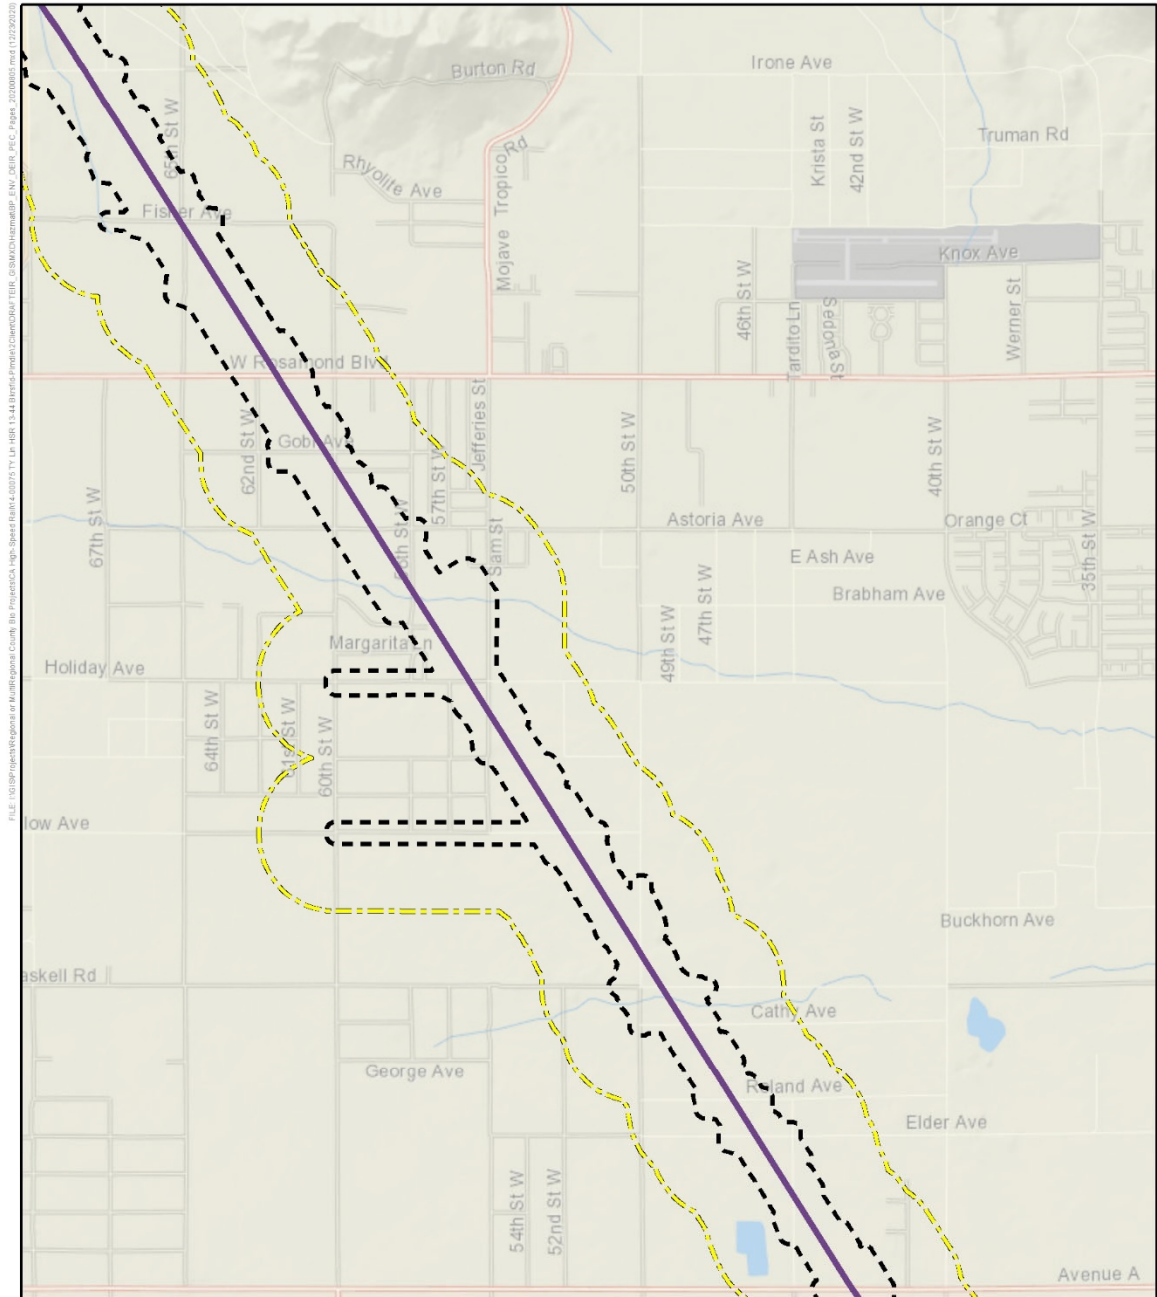 Burton Rd
Irone Ave
65th St W
Krista St
42nd St W
Truman Rd
Rhyolite Ave
Mojave Tropico Rd
Fisher Ave
Knox Ave
46th St W
Tardito Ln
Sedona St
Werner St
W Rosamond Blvd
62nd St W
Gobi Ave
Jefferies St
57th St W
50th St W
40th St W
67th St W
Astoria Ave
Orange Ct
Sam St
E Ash Ave
35th St W
47th St W
Brabham Ave
Margarita Ln
49th St W
Holiday Ave
64th St W
61st St W
60th St W
low Ave
Buckhorn Ave
askell Rd
Cathy Ave
George Ave
Roland Ave
Elder Ave
54th St W
52nd St W
Avenue A